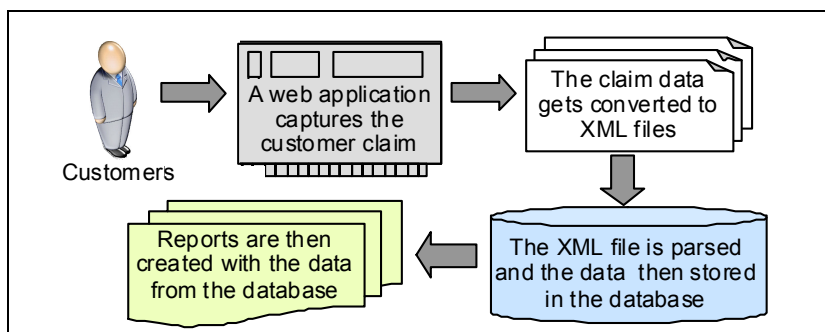 Customers
A web application
captures the
customer claim
The claim data
gets converted to
XML files
The XML file is parsed
and the data then stored
in the database
Reports are then
created with the data
from the database